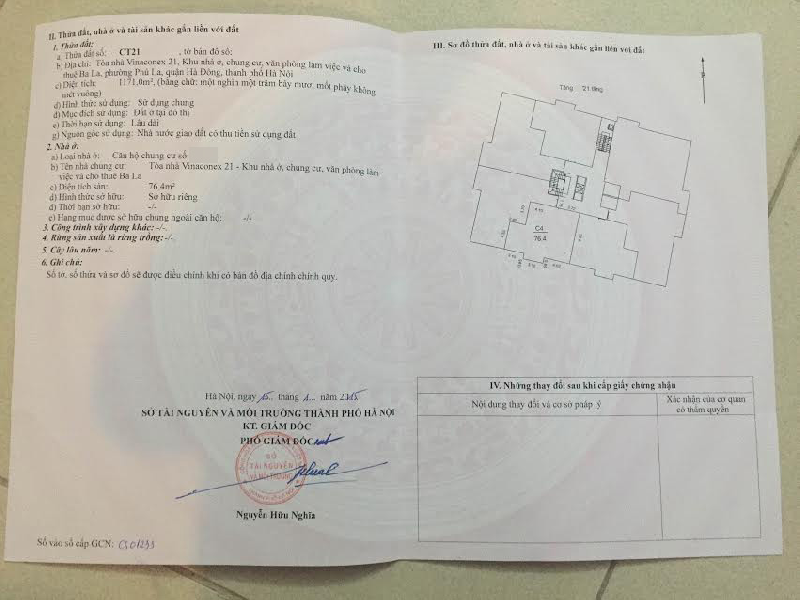 II. Thửa đất, nhà ở và tài sản khác gắn liền với đất
1. Thửa đất:
a. Thửa đất số: CT21 , tờ bản đồ số:
b. Địa chỉ: Tòa nhà Vinaconex 21, Khu nhà ở, chung cư, văn phòng làm việc và cho
thuê Ba La, phường Phú La, quận Hà Đông, thành phố Hà Nội
c) Diện tích: 1171,0m², (bằng chữ: một nghìn một trăm bảy mươi mốt phảy không
mét vuông)
d) Hình thức sử dụng: Sử dụng chung
đ) Mục đích sử dụng: Đất ở tại đô thị
e) Thời hạn sử dụng: Lâu dài
g) Nguồn gốc sử dụng: Nhà nước giao đất có thu tiền sử dụng đất
2. Nhà ở:
a) Loại nhà ở: Căn hộ chung cư số
b) Tên nhà chung cư: Tòa nhà Vinaconex 21 - Khu nhà ở, chung cư, văn phòng làm
việc và cho thuê Ba La
c) Diện tích sàn: 76,4m²
d) Hình thức sở hữu: Sở hữu riêng
đ) Thời hạn sở hữu: -/-
e) Hạng mục được sở hữu chung ngoài căn hộ: -/-
3. Công trình xây dựng khác: -/-
4. Rừng sản xuất là rừng trồng: -/-
5. Cây lâu năm: -/-
6. Ghi chú:
Số tờ, số thửa và sơ đồ sẽ được điều chỉnh khi có bản đồ địa chính chính quy.
Hà Nội, ngày 15 tháng năm 2015
SỞ TÀI NGUYÊN VÀ MÔI TRƯỜNG THÀNH PHỐ HÀ NỘI
KT. GIÁM ĐỐC
PHÓ GIÁM ĐỐC
SỞ
TÀI NGUYÊN
VÀ MÔI TRƯỜNG
Nguyễn Hữu Nghĩa
Số vào sổ cấp GCN:
III. Sơ đồ thửa đất, nhà ở và tài sản khác gắn liền với đất
Tầng
C4
76.4
IV. Những thay đổi sau khi cấp giấy chứng nhận
Nội dung thay đổi và cơ sở pháp lý
Xác nhận của cơ quan
có thẩm quyền